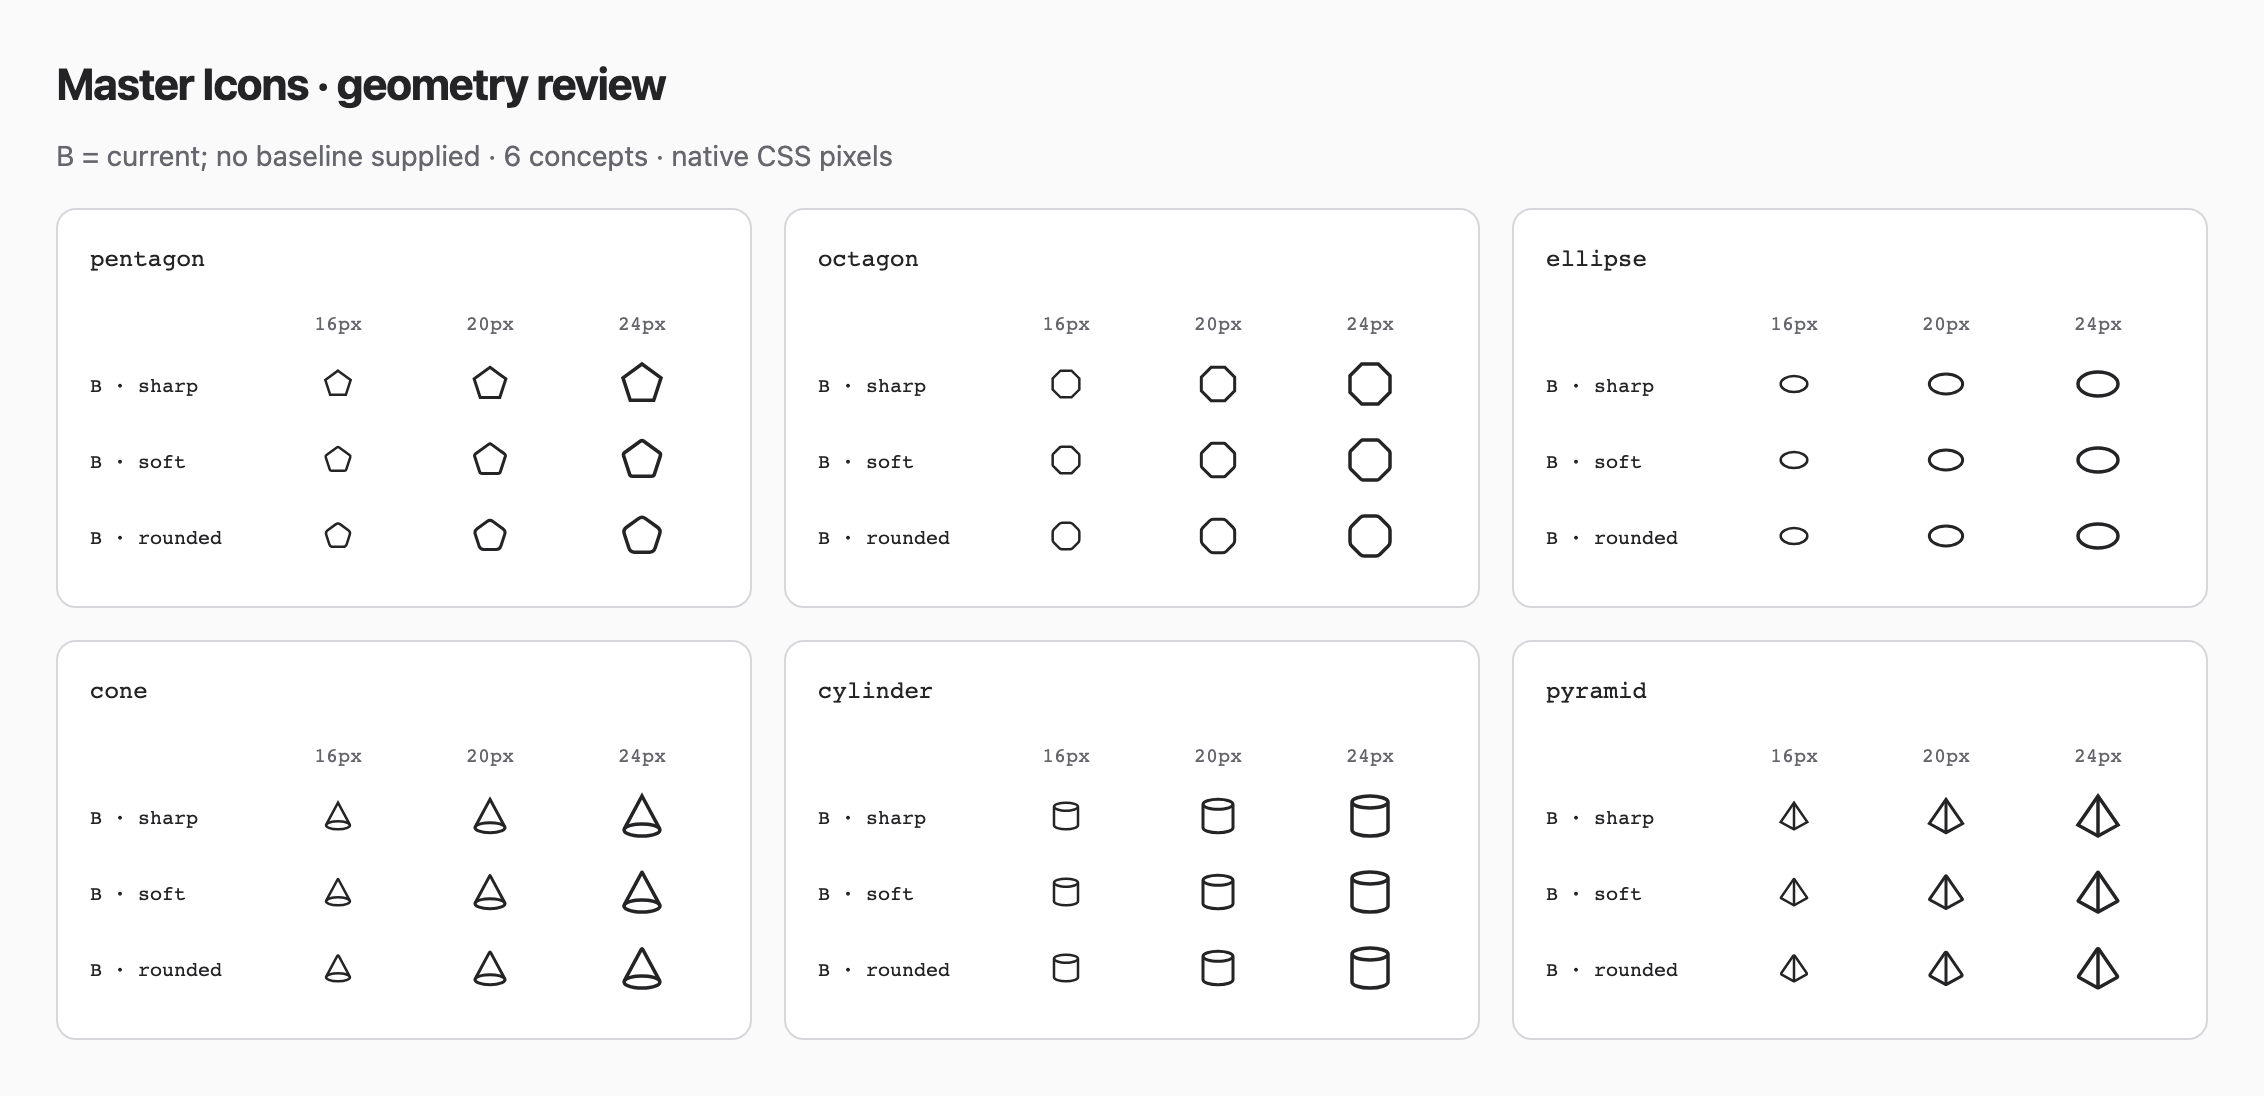 Master Icons · geometry review
B = current; no baseline supplied · 6 concepts · native CSS pixels
pentagon
16px 20px 24px
B · sharp
B · soft
B · rounded
octagon
16px 20px 24px
B · sharp
B · soft
B · rounded
ellipse
16px 20px 24px
B · sharp
B · soft
B · rounded
cone
16px 20px 24px
B · sharp
B · soft
B · rounded
cylinder
16px 20px 24px
B · sharp
B · soft
B · rounded
pyramid
16px 20px 24px
B · sharp
B · soft
B · rounded